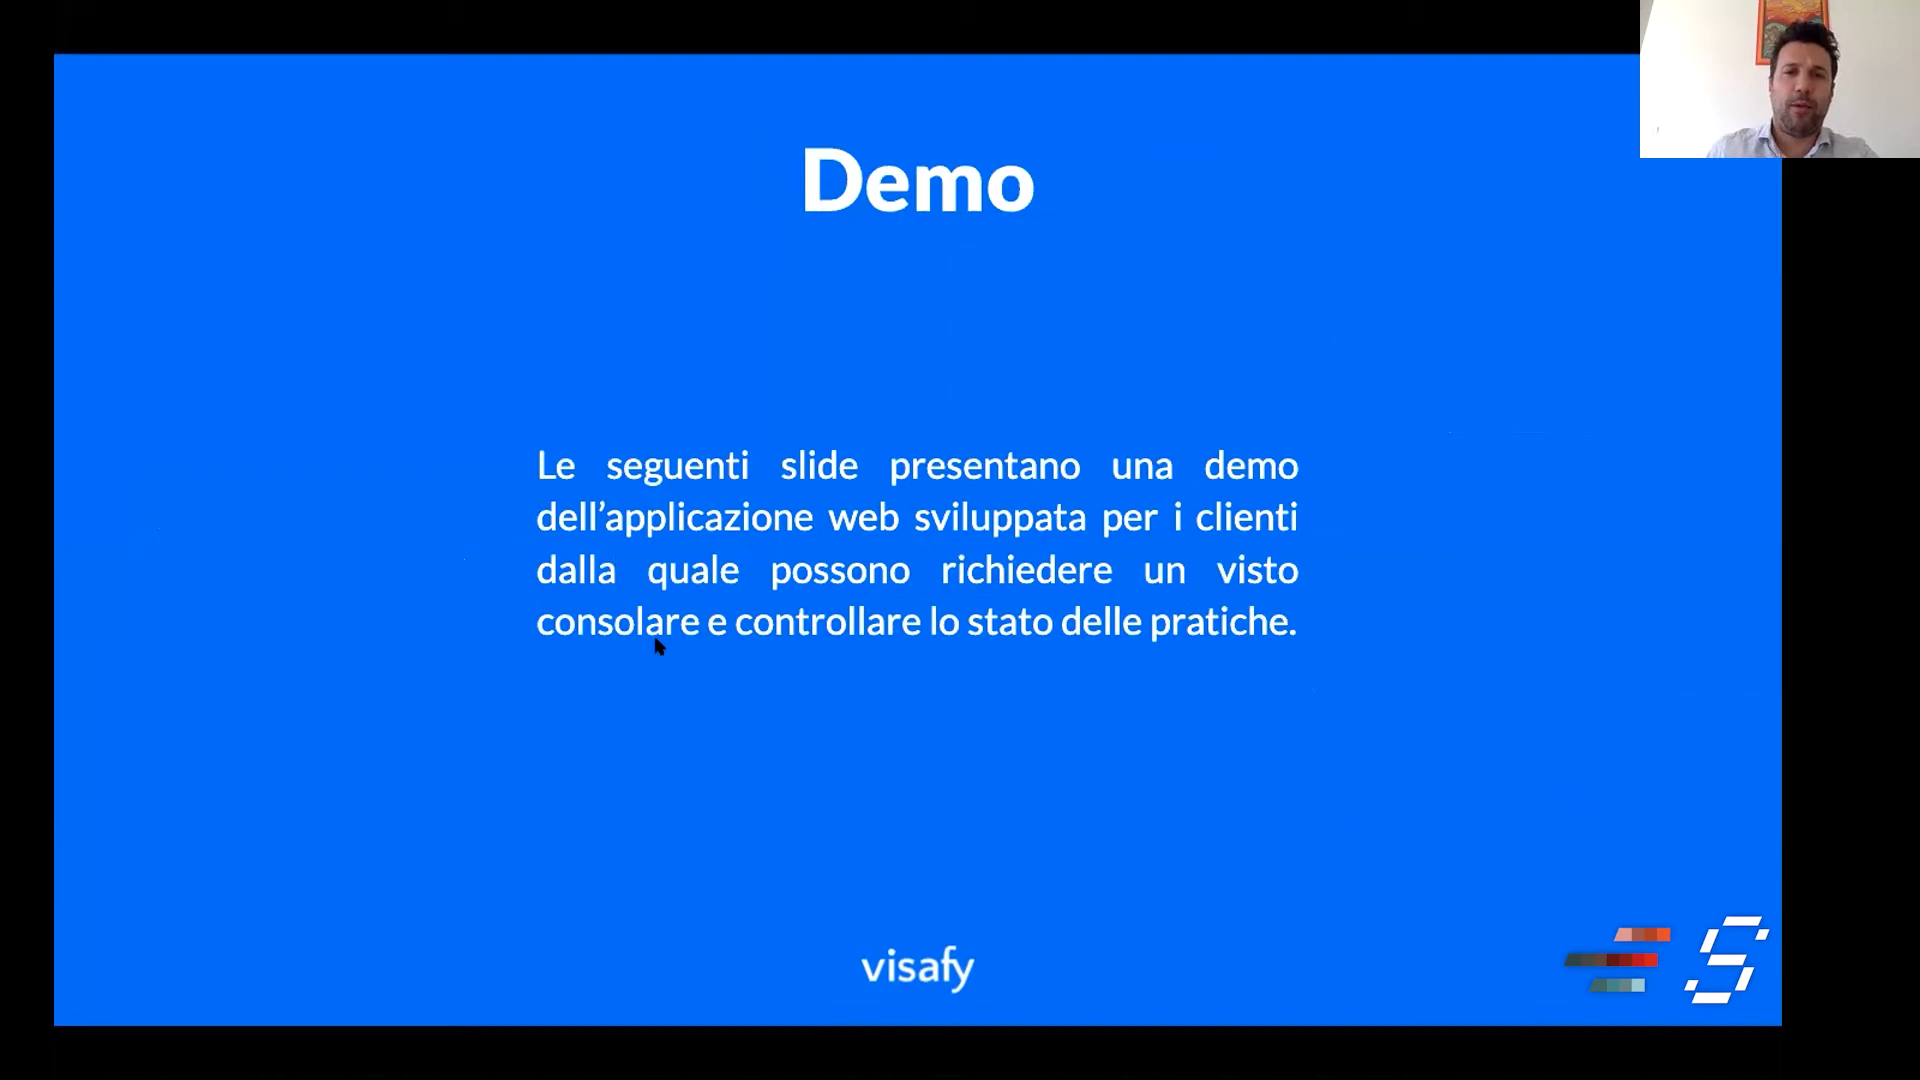 Demo
Le seguenti slide presentano una demo
dell’applicazione web sviluppata per i clienti
dalla quale possono richiedere un visto
consolare e controllare lo stato delle pratiche.
visafy
S